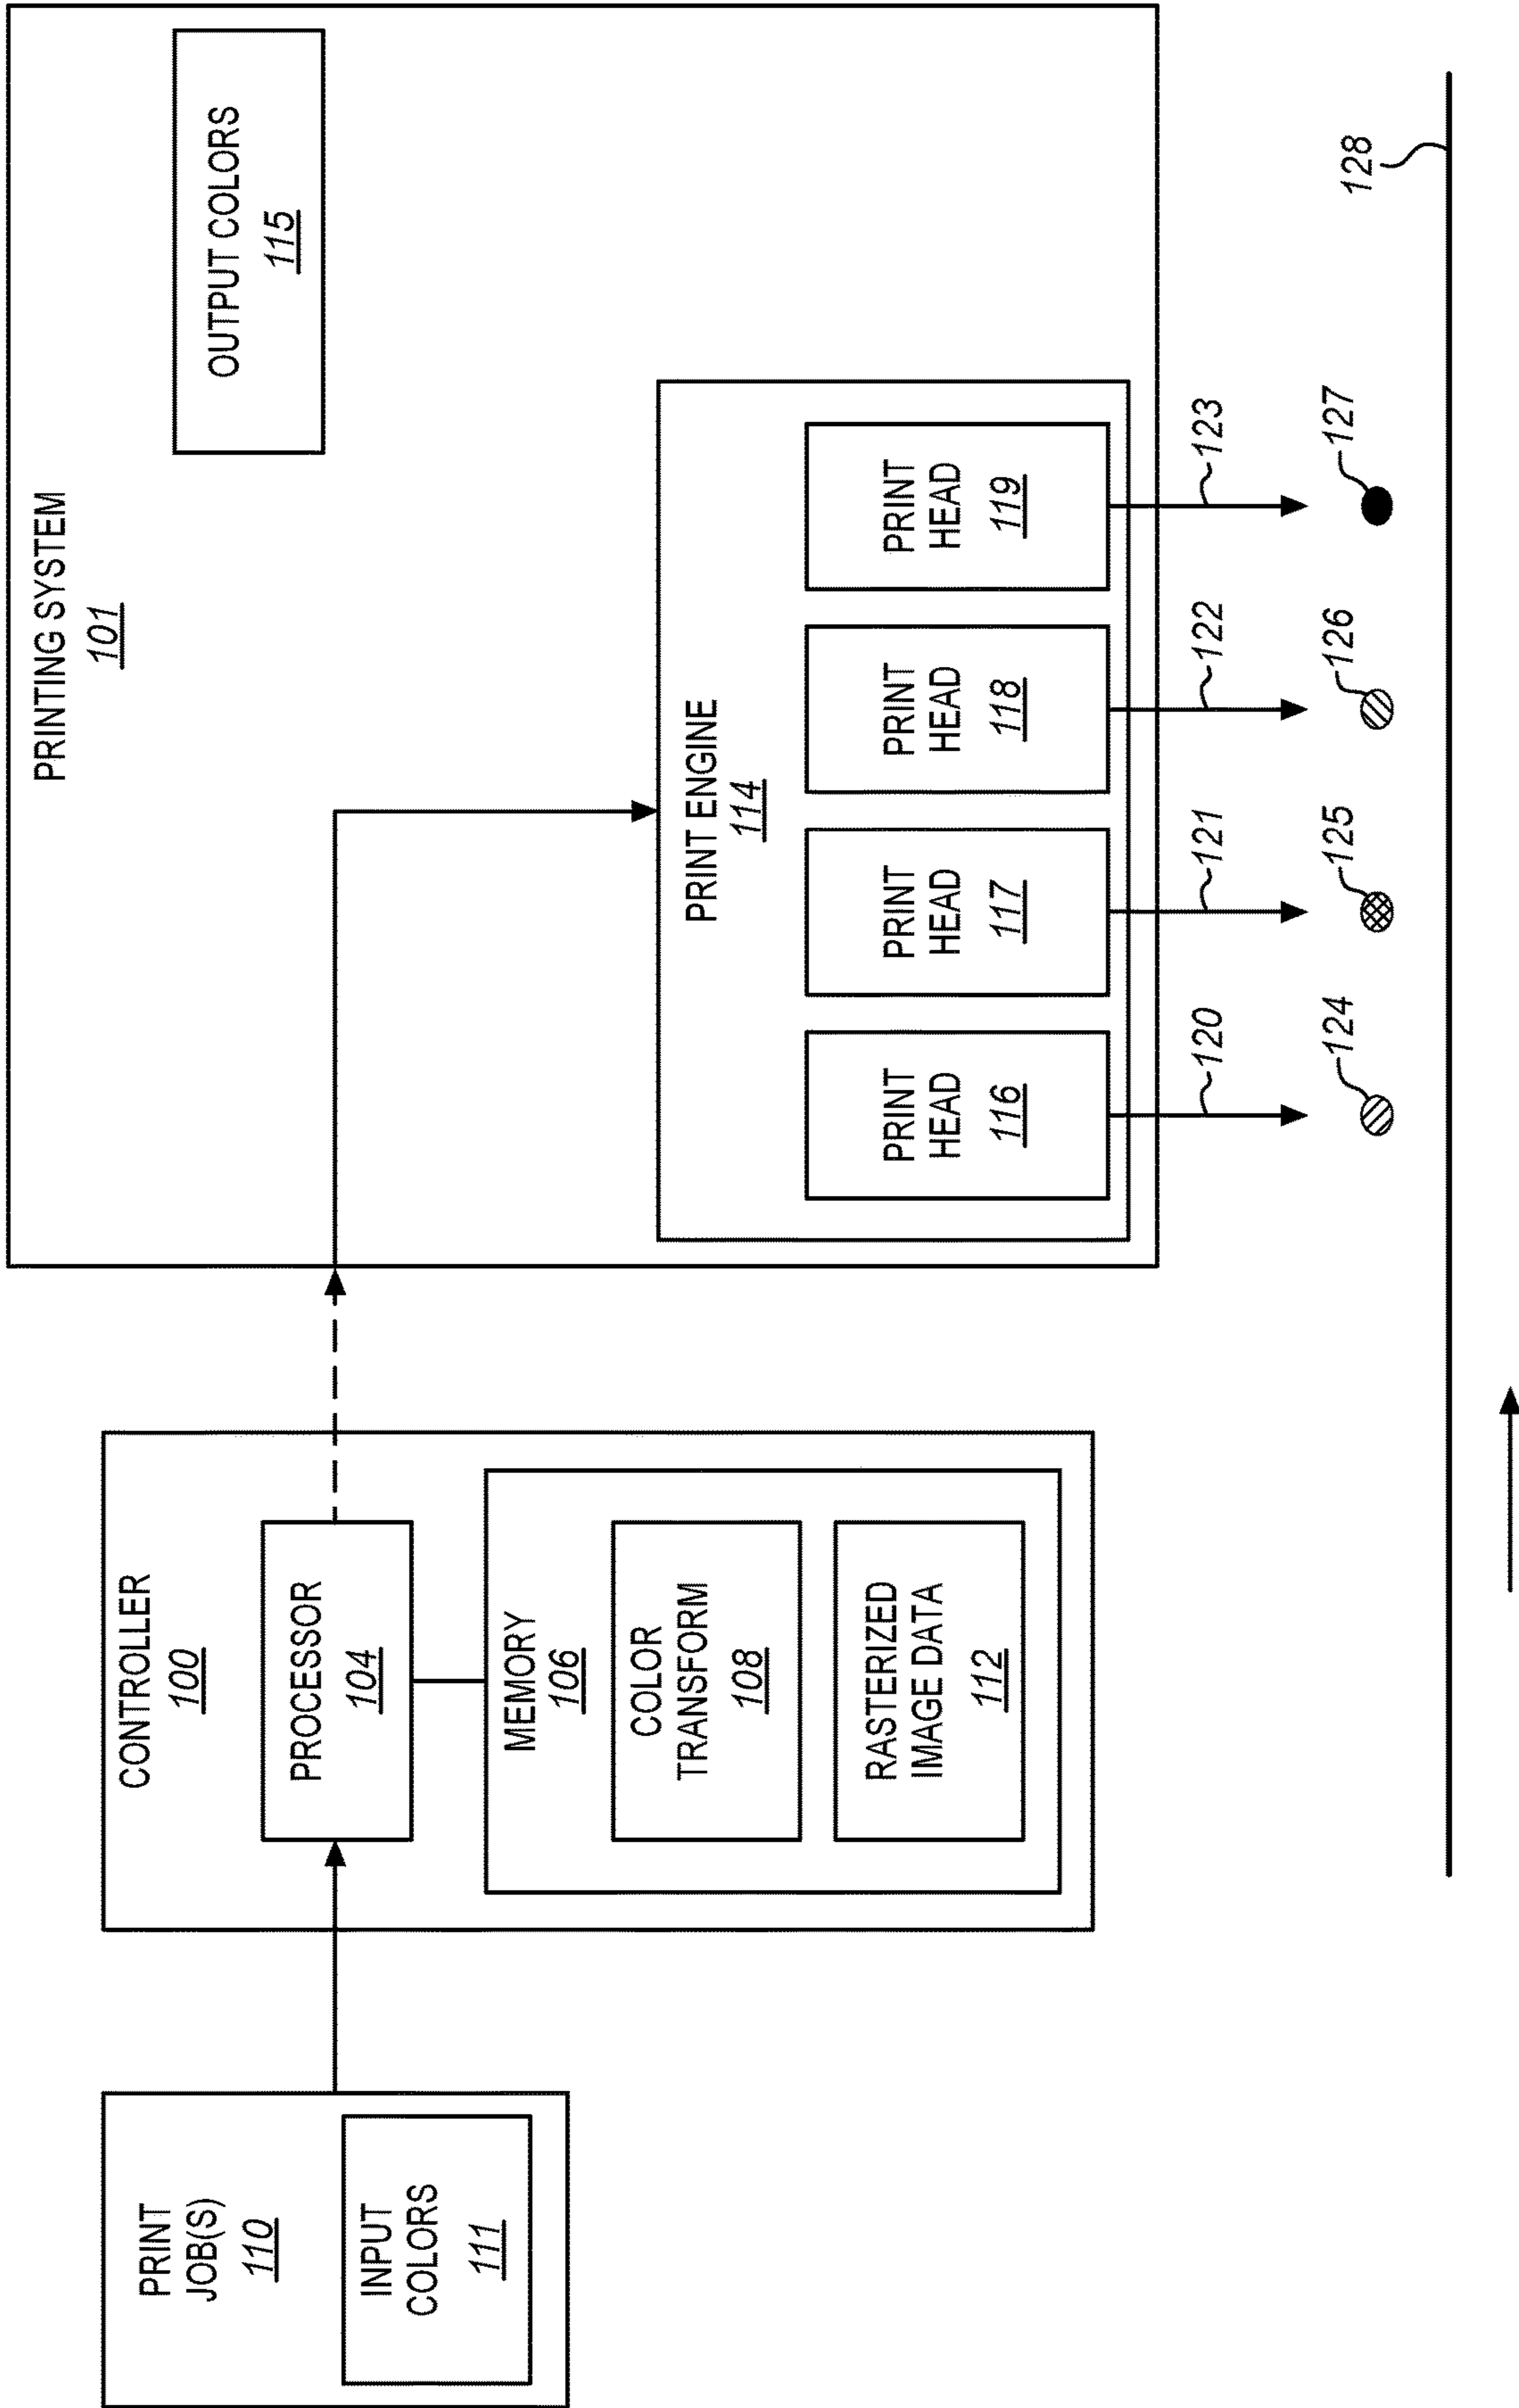 PRINT
JOB(S)
110
INPUT
COLORS
111
CONTROLLER
100
PROCESSOR
104
MEMORY
106
COLOR
TRANSFORM
108
RASTERIZED
IMAGE DATA
112
PRINTING SYSTEM
101
OUTPUT COLORS
115
PRINT ENGINE
114
PRINT
HEAD
116
PRINT
HEAD
117
PRINT
HEAD
118
PRINT
HEAD
119
120
121
122
123
124
125
126
127
128